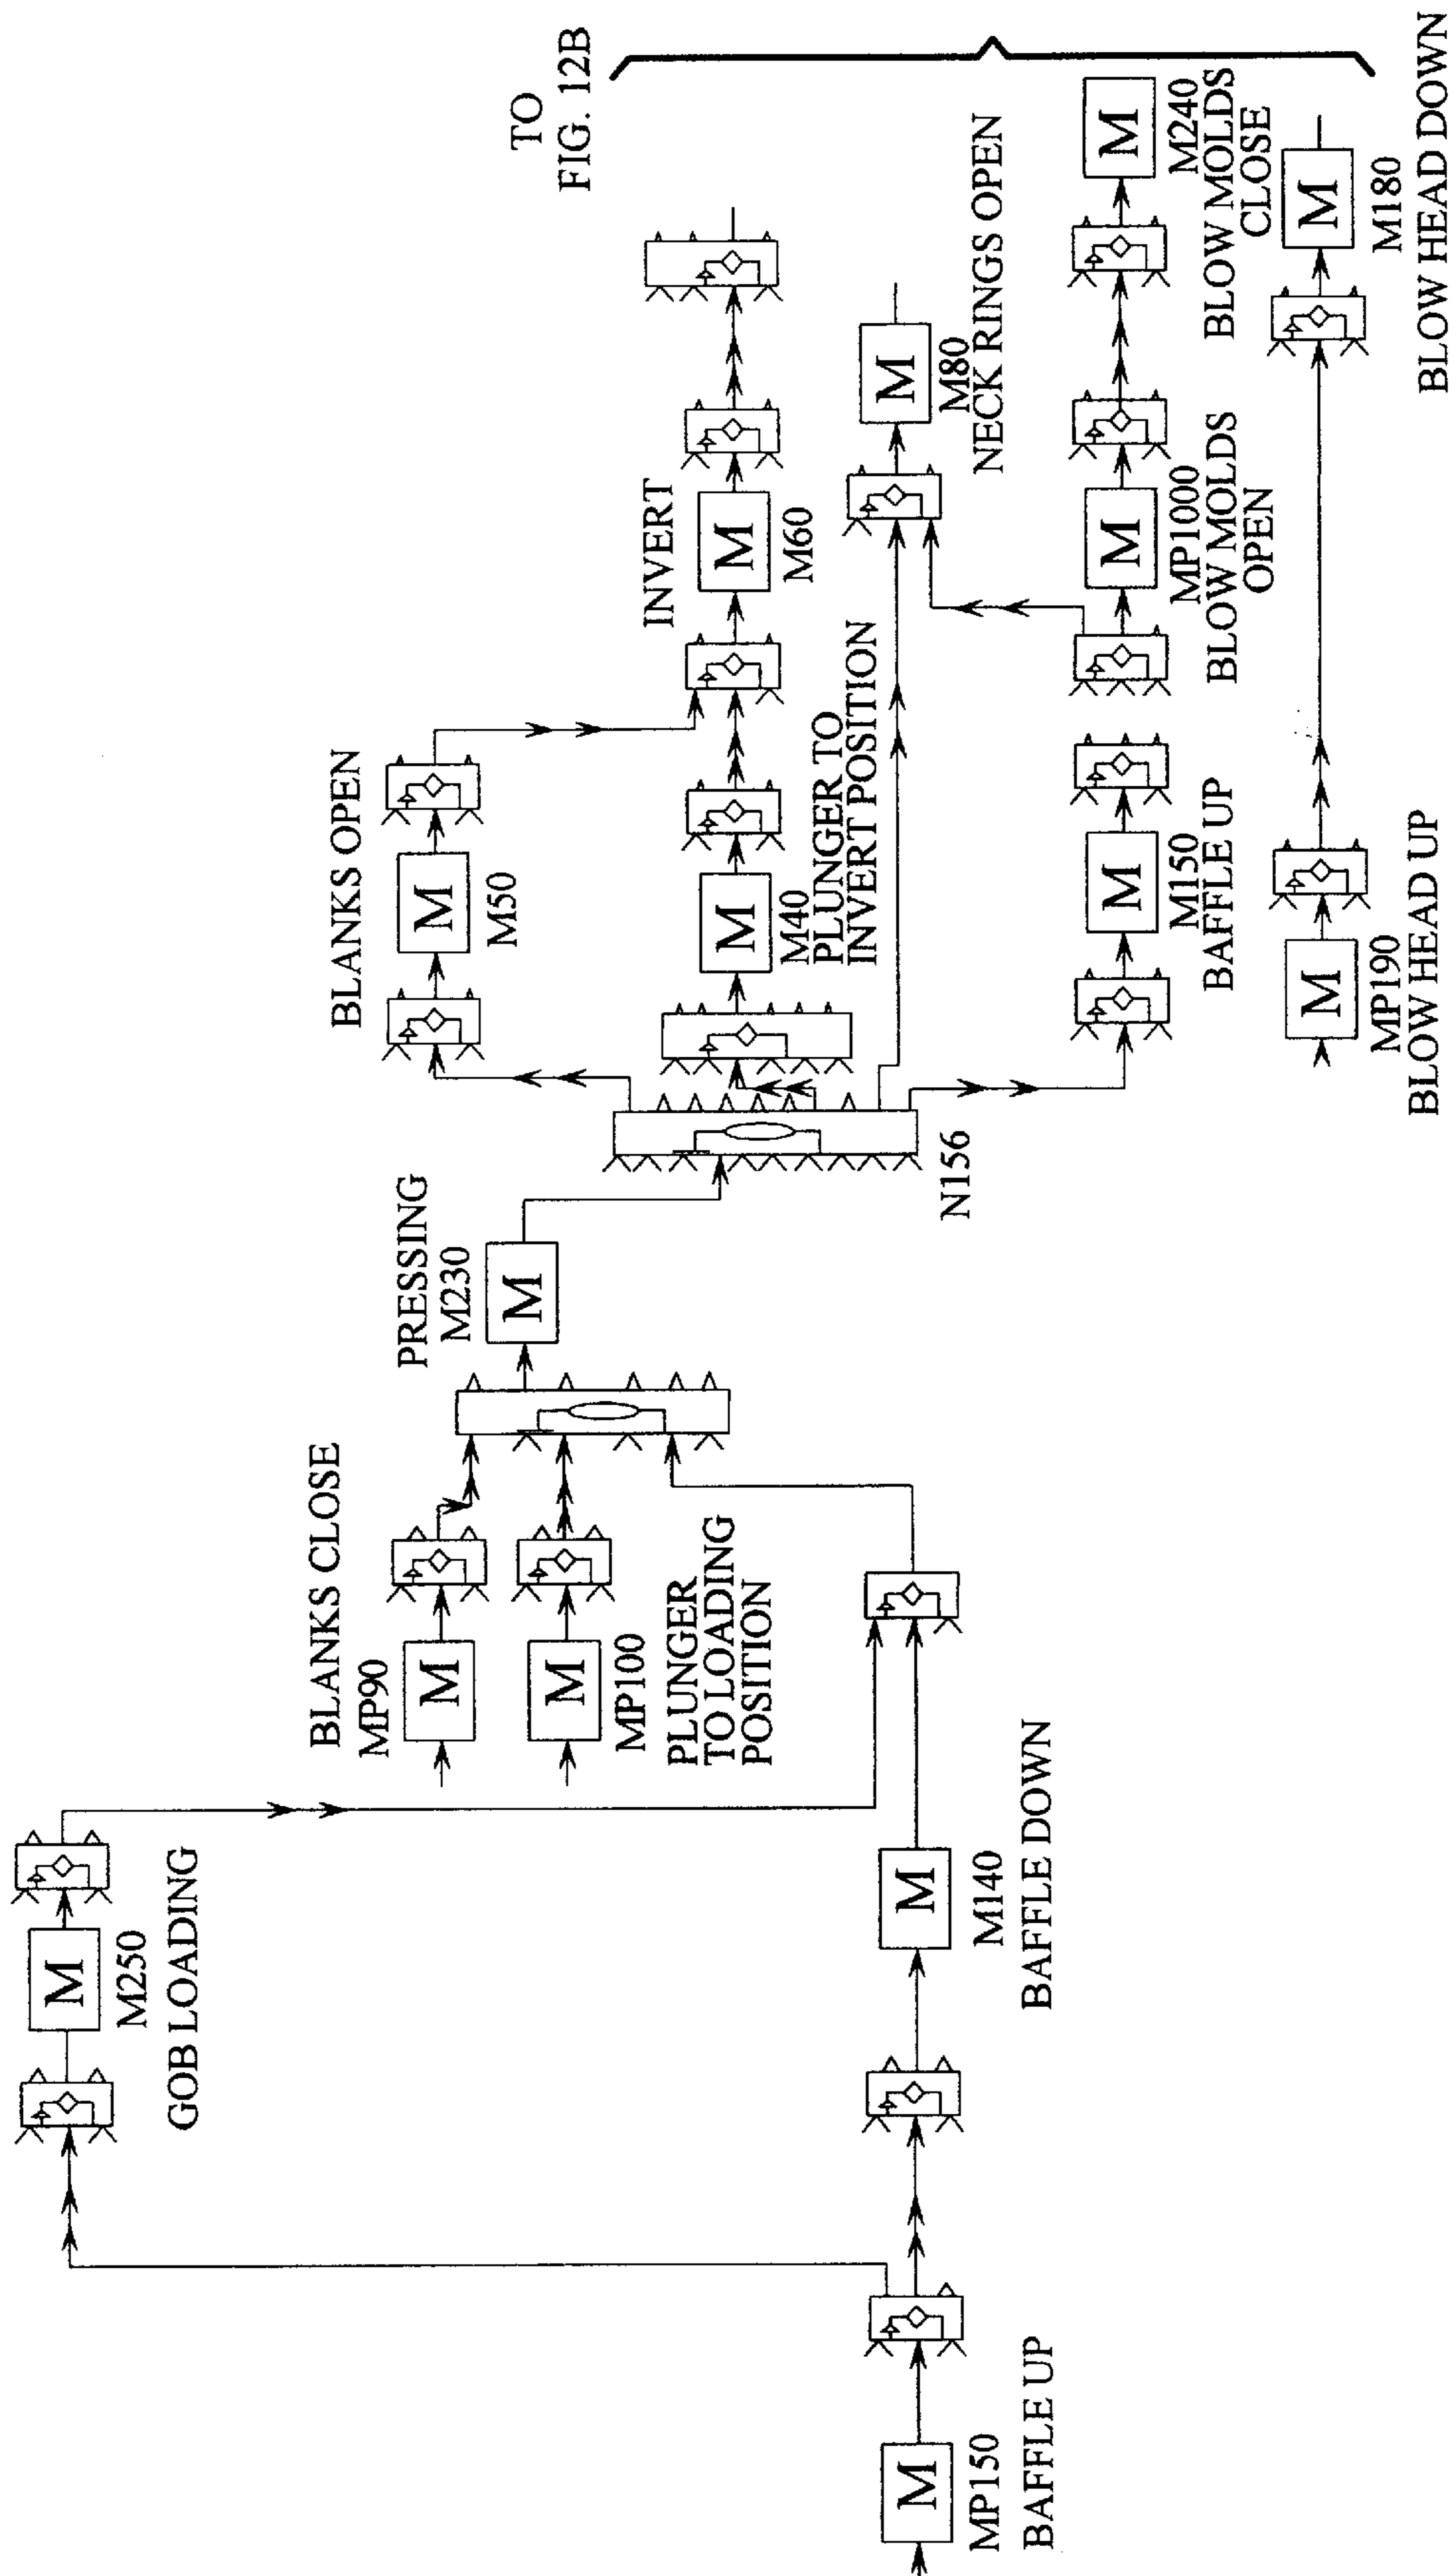 TO
FIG. 12B
M
MP150
BAFFLE UP
M
M250
GOB LOADING
M
M140
BAFFLE DOWN
BLANKS CLOSE
MP90
M
M
MP100
PLUNGER
TO LOADING
POSITION
PRESSING
M230
M
N156
BLANKS OPEN
M
M50
M
M40
PLUNGER TO
INVERT POSITION
INVERT
M
M60
M
M80
NECK RINGS OPEN
M
M150
BAFFLE UP
M
MP1000
BLOW MOLDS
OPEN
M
M240
BLOW MOLDS
CLOSE
M
MP190
BLOW HEAD UP
M
M180
BLOW HEAD DOWN